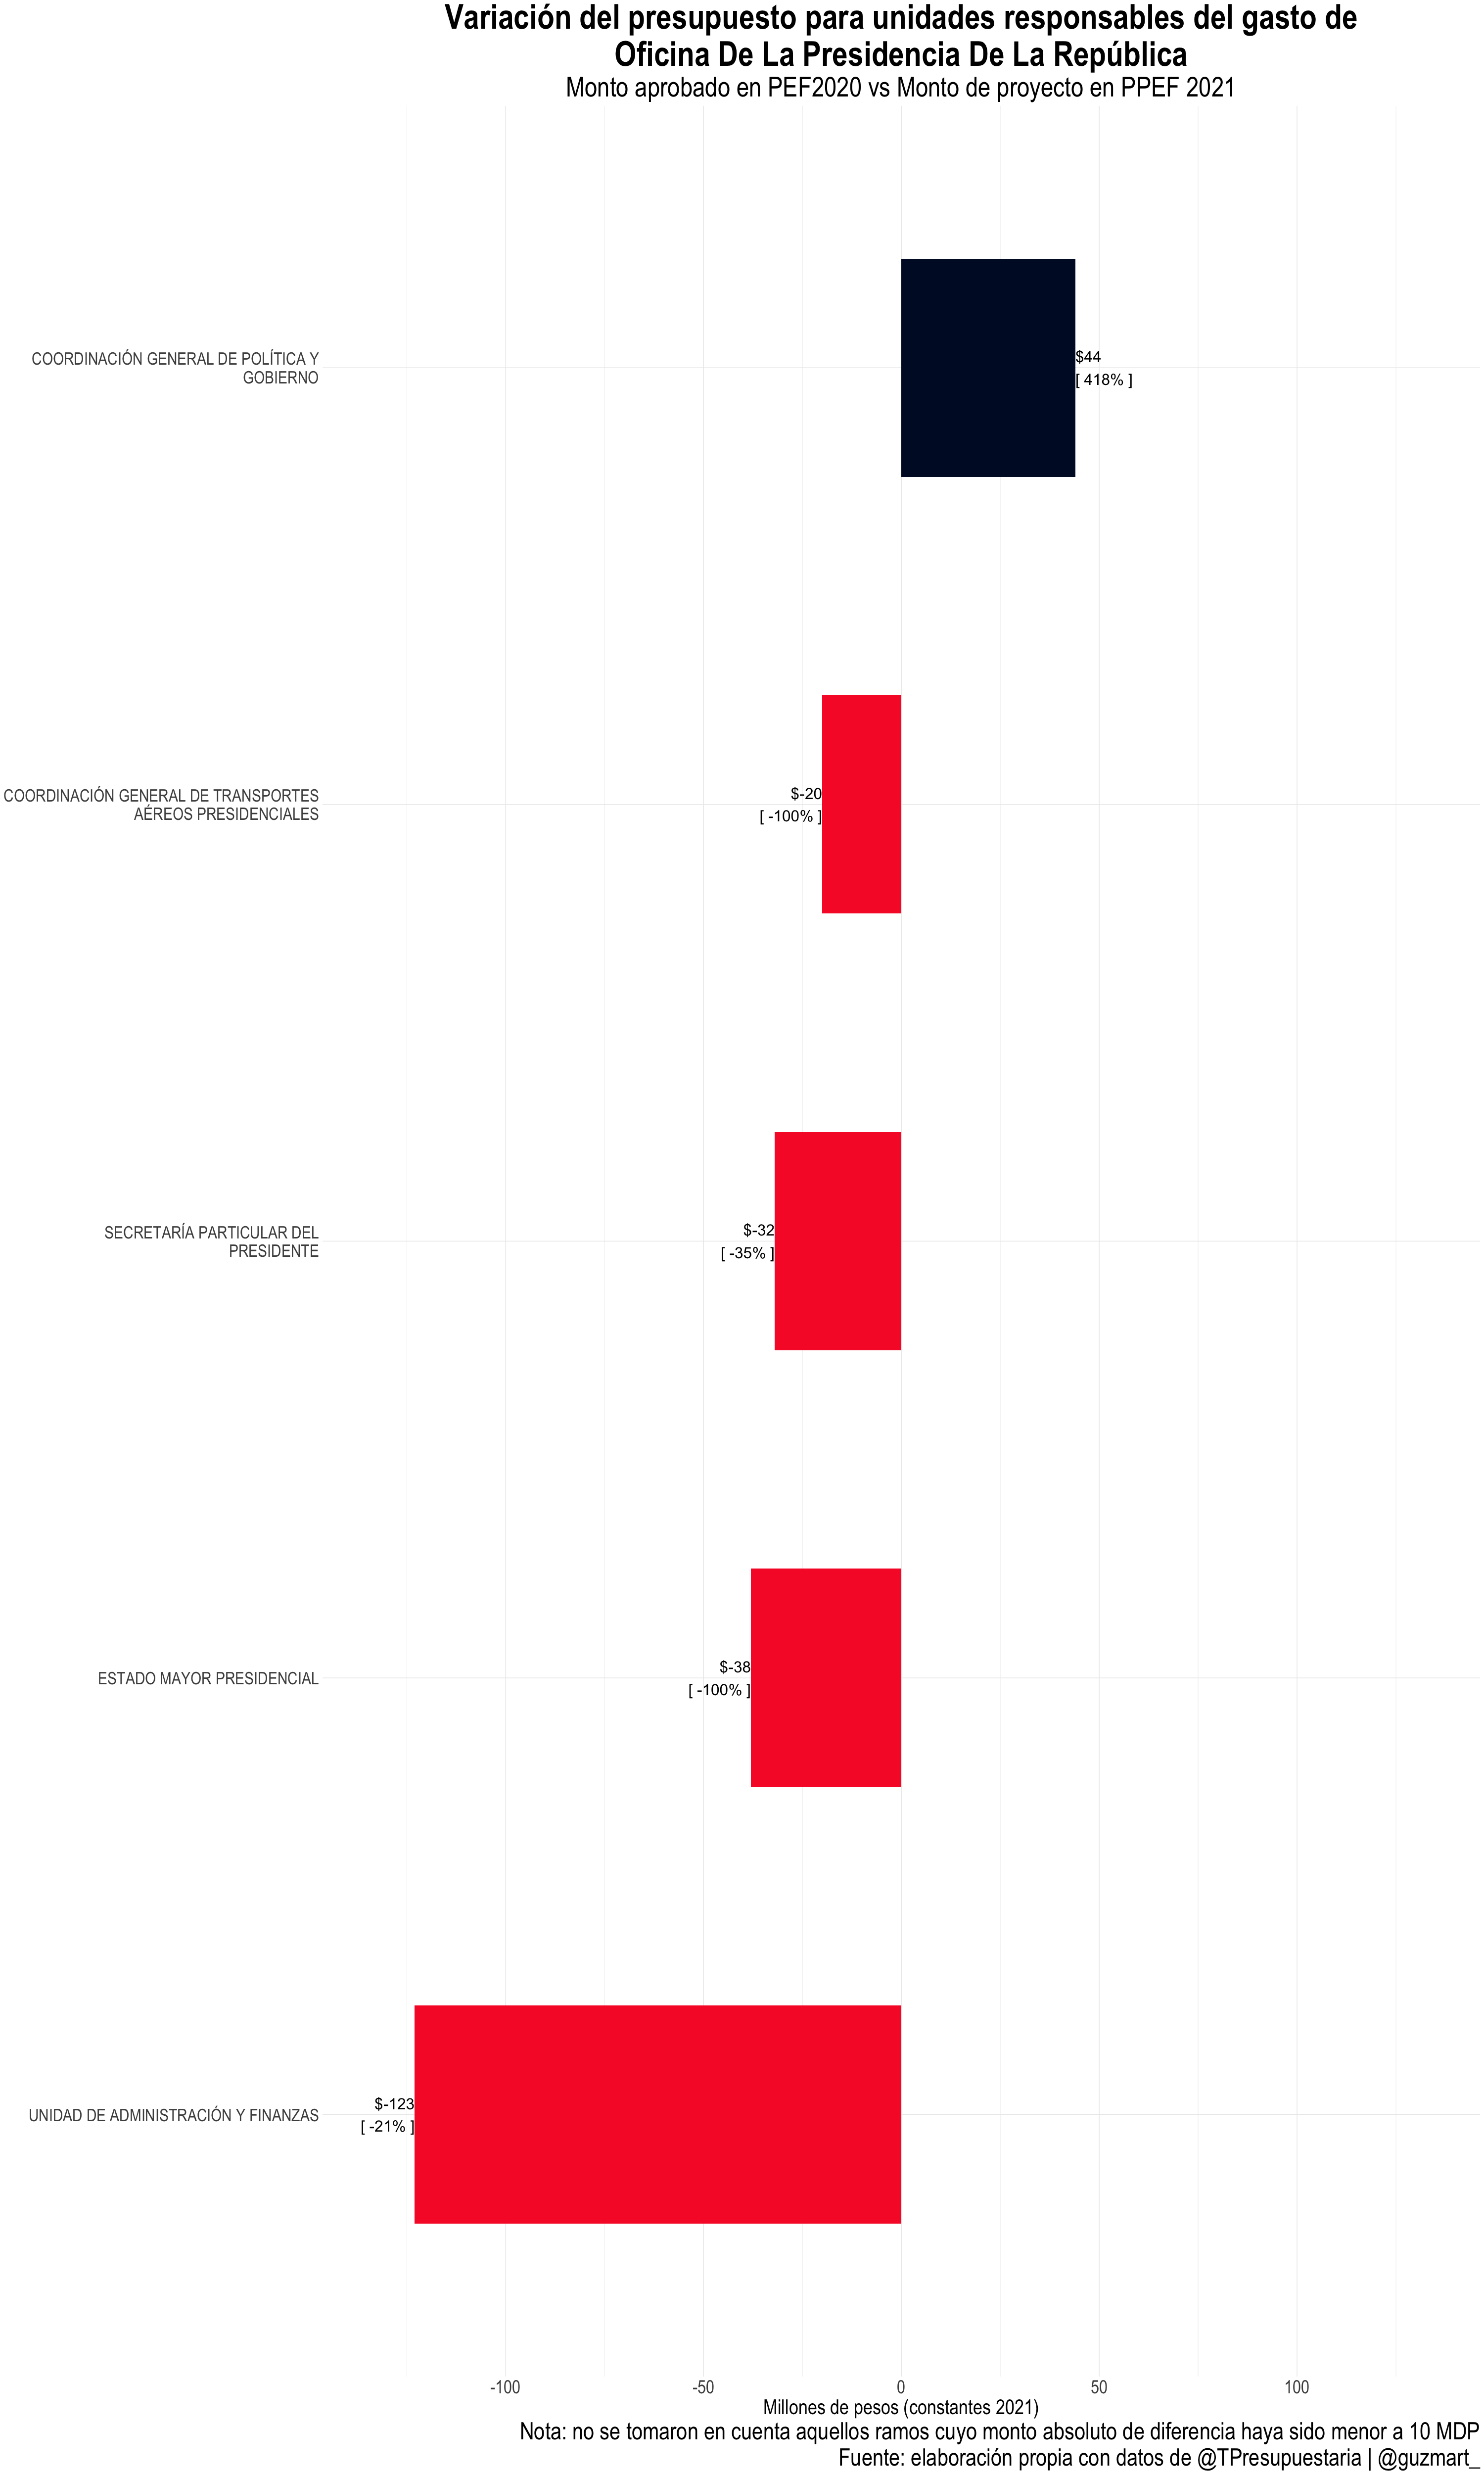 Variación del presupuesto para unidades responsables del gasto de
Oficina De La Presidencia De La República
Monto aprobado en PEF2020 vs Monto de proyecto en PPEF 2021
COORDINACIÓN GENERAL DE POLÍTICA Y
GOBIERNO
$44
[ 418% ]
COORDINACIÓN GENERAL DE TRANSPORTES
AÉREOS PRESIDENCIALES
$-20
[ -100% ]
SECRETARÍA PARTICULAR DEL
PRESIDENTE
$-32
[ -35% ]
ESTADO MAYOR PRESIDENCIAL
$-38
[ -100% ]
UNIDAD DE ADMINISTRACIÓN Y FINANZAS
$-123
[ -21% ]
-100 -50 0 50 100
Millones de pesos (constantes 2021)
Nota: no se tomaron en cuenta aquellos ramos cuyo monto absoluto de diferencia haya sido menor a 10 MDP
Fuente: elaboración propia con datos de @TPresupuestaria | @guzmart_